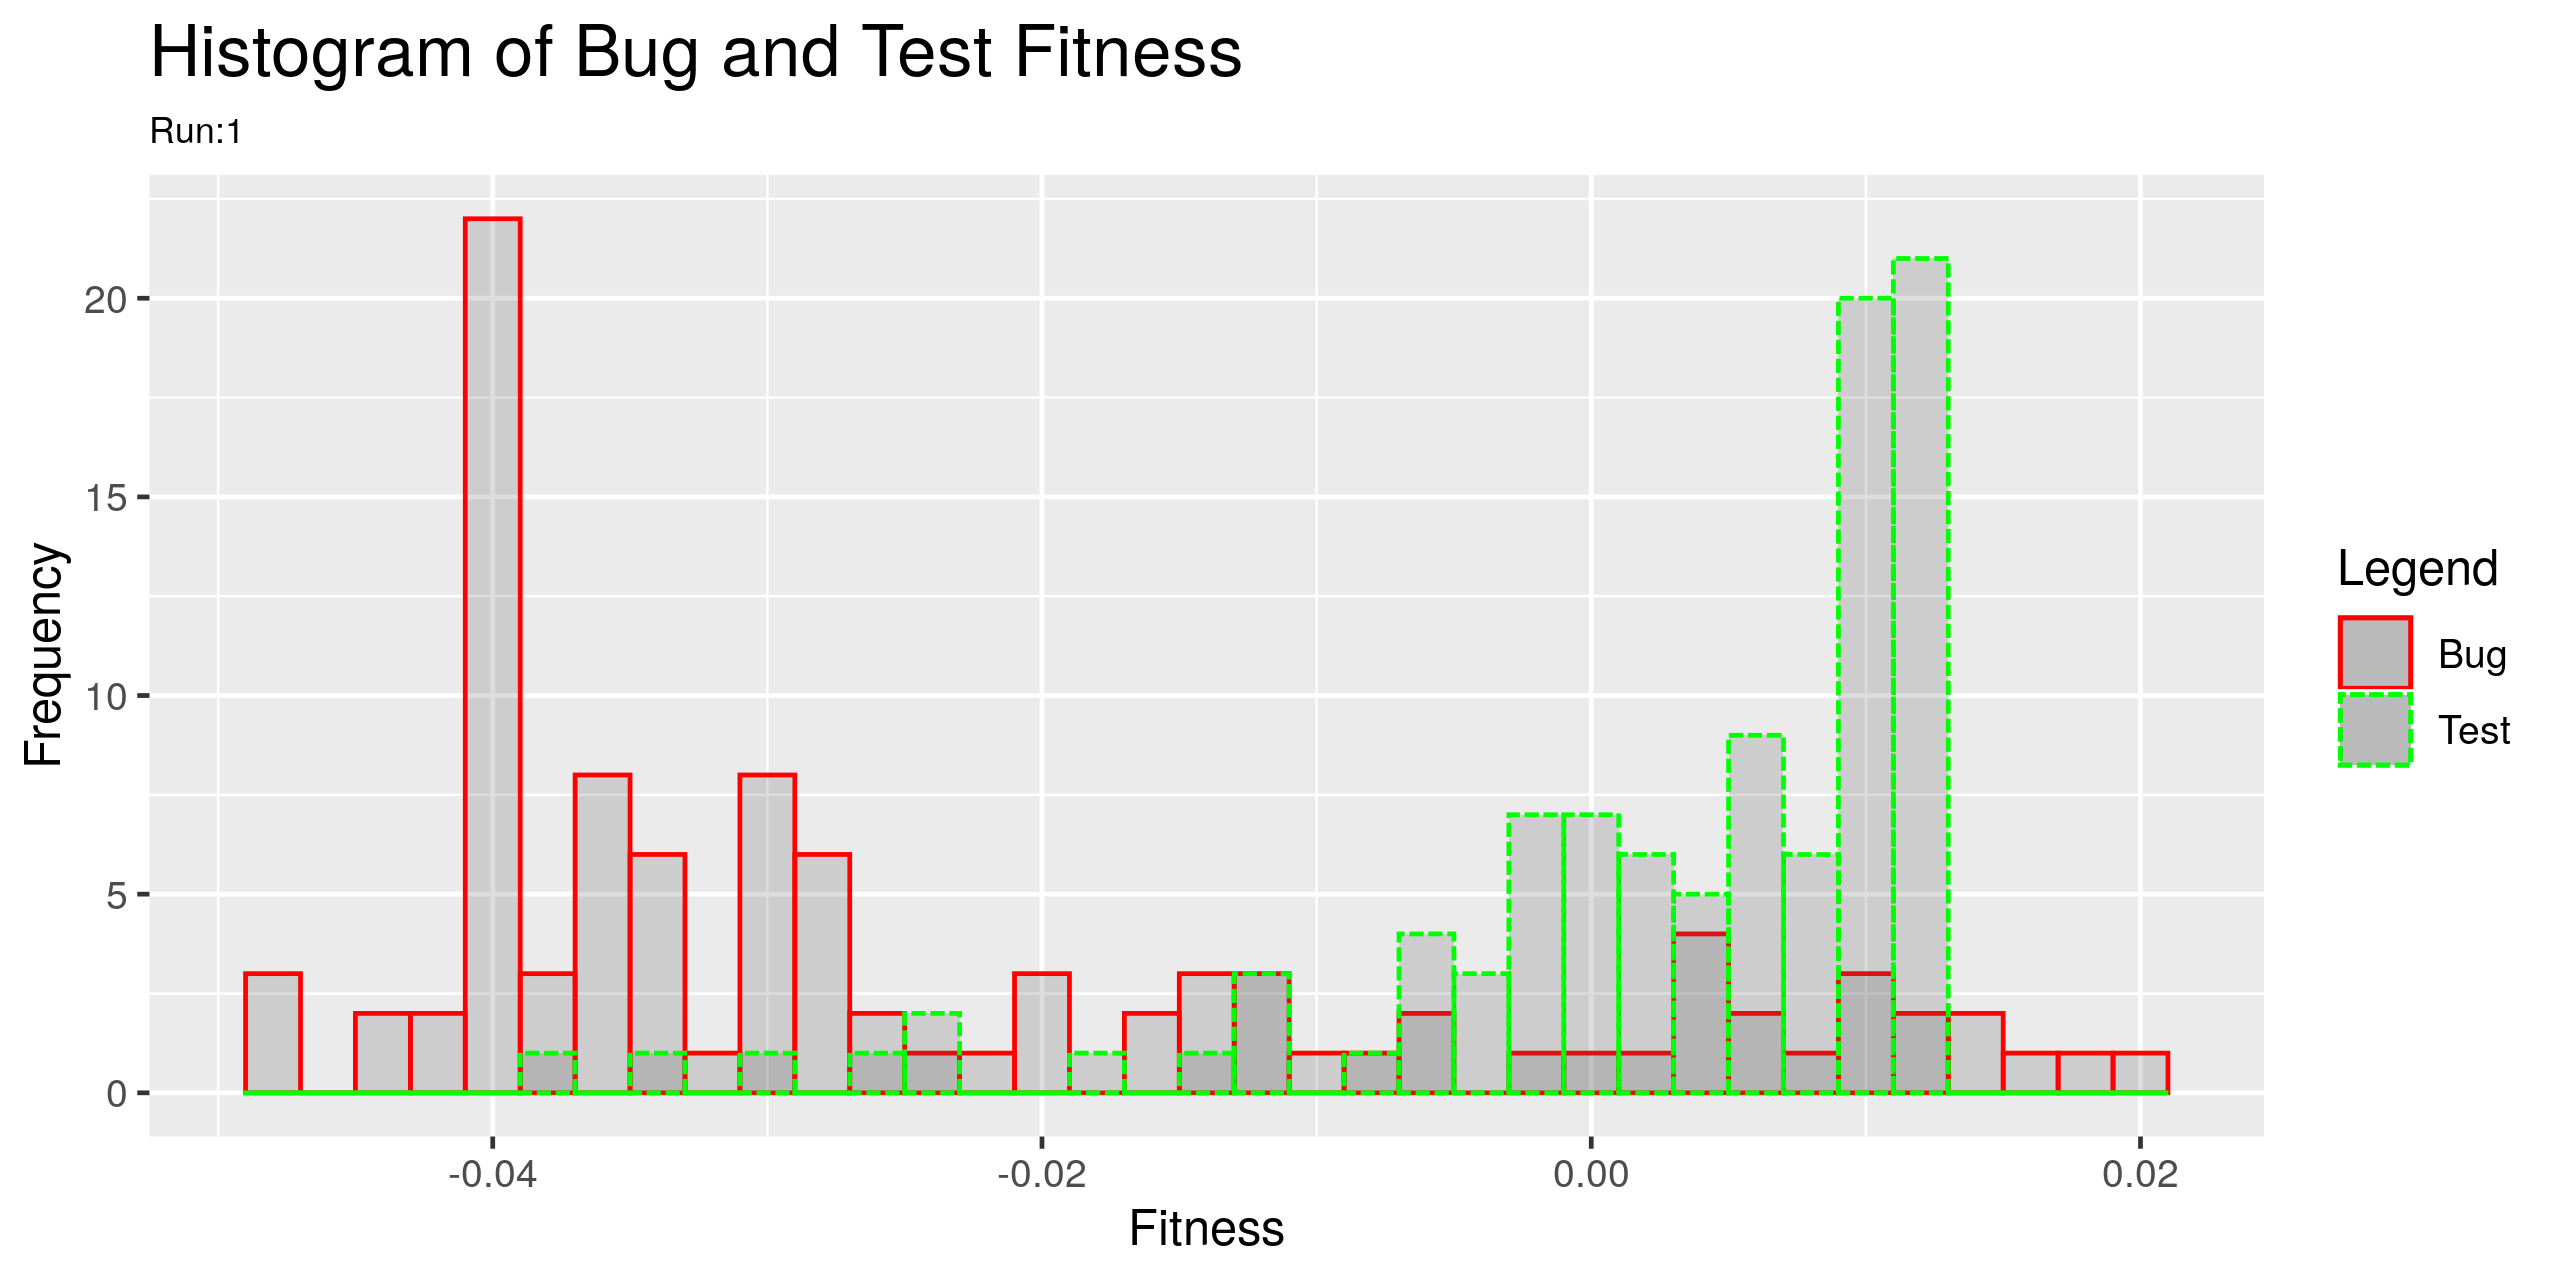 Histogram of Bug and Test Fitness
Run:1
Frequency
20
15
10
5
0
-0.04
-0.02
0.00
0.02
Fitness
Legend
Bug
Test